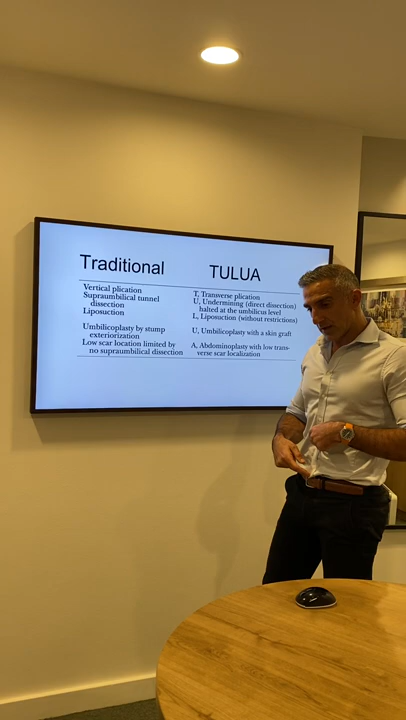 Traditional TULUA
Vertical plication T, Transverse plication
Supraumbilical tunnel U, Undermining (direct dissection)
dissection halted at the umbilicus level
Liposuction L, Liposuction (without restrictions)
Umbilicoplasty by stump U, Umbilicoplasty with a skin graft
exteriorization
Low scar location limited by A, Abdominoplasty with low trans-
no supraumbilical dissection verse scar localization